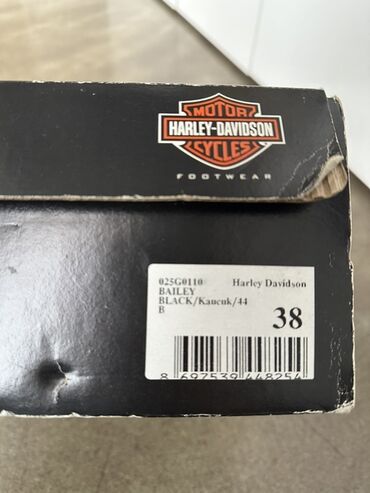 MOTOR
HARLEY-DAVIDSON
CYCLES
FOOTWEAR
025G0110 Harley Davidson
BAILEY
BLACK/Kaucuk/44
B
38
8 697539 448254